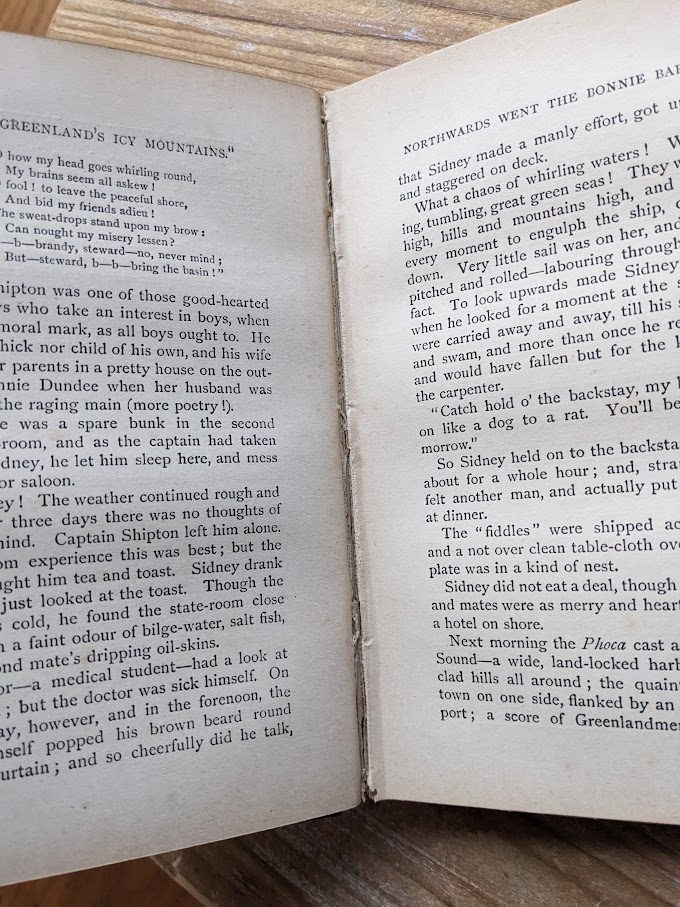 GREENLAND'S ICY MOUNTAINS."
how my head goes whirling round,
My brains seem all askew!
fool! to leave the peaceful shore,
And bid my friends adieu!
The sweat-drops stand upon my brow:
Can nought my misery lessen?
—b—brandy, steward—no, never mind;
But—steward, b—b—bring the basin!"
hipton was one of those good-hearted
ys who take an interest in boys, when
moral mark, as all boys ought to. He
hick nor child of his own, and his wife
r parents in a pretty house on the out-
nnie Dundee when her husband was
the raging main (more poetry!).
e was a spare bunk in the second
room, and as the captain had taken
idney, he let him sleep here, and mess
or saloon.
ey! The weather continued rough and
r three days there was no thoughts of
mind. Captain Shipton left him alone.
om experience this was best; but the
ught him tea and toast. Sidney drank
just looked at the toast. Though the
s cold, he found the state-room close
h a faint odour of bilge-water, salt fish,
ond mate's dripping oil-skins.
or—a medical student—had a look at
; but the doctor was sick himself. On
ay, however, and in the forenoon, the
mself popped his brown beard round
urtain; and so cheerfully did he talk,
NORTHWARDS WENT THE BONNIE BAR
that Sidney made a manly effort, got up
and staggered on deck.
What a chaos of whirling waters! W
ing, tumbling, great green seas! They w
high, hills and mountains high, and
every moment to engulph the ship, o
down. Very little sail was on her, and
pitched and rolled—labouring through
fact. To look upwards made Sidney
when he looked for a moment at the s
were carried away and away, till his
and swam, and more than once he re
and would have fallen but for the k
the carpenter.
"Catch hold o' the backstay, my l
on like a dog to a rat. You'll be
morrow."
So Sidney held on to the backsta
about for a whole hour; and, stran
felt another man, and actually put
at dinner.
The "fiddles" were shipped ac
and a not over clean table-cloth ov
plate was in a kind of nest.
Sidney did not eat a deal, though
and mates were as merry and heart
a hotel on shore.
Next morning the Phoca cast a
Sound—a wide, land-locked harb
clad hills all around; the quain
town on one side, flanked by an
port; a score of Greenlandme